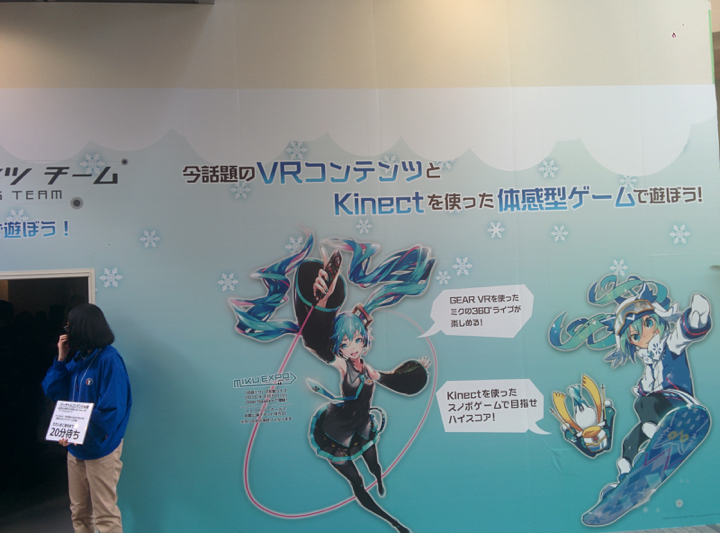 ツ チーム
TEAM
で遊ぼう！
今話題のVRコンテンツと
Kinectを使った体感型ゲームで遊ぼう!
GEAR VRを使った
ミクの360°ライブが
楽しめる!
MIKU EXPO
Kinectを使った
スノボゲームで目指せ
ハイスコア!
20分待ち